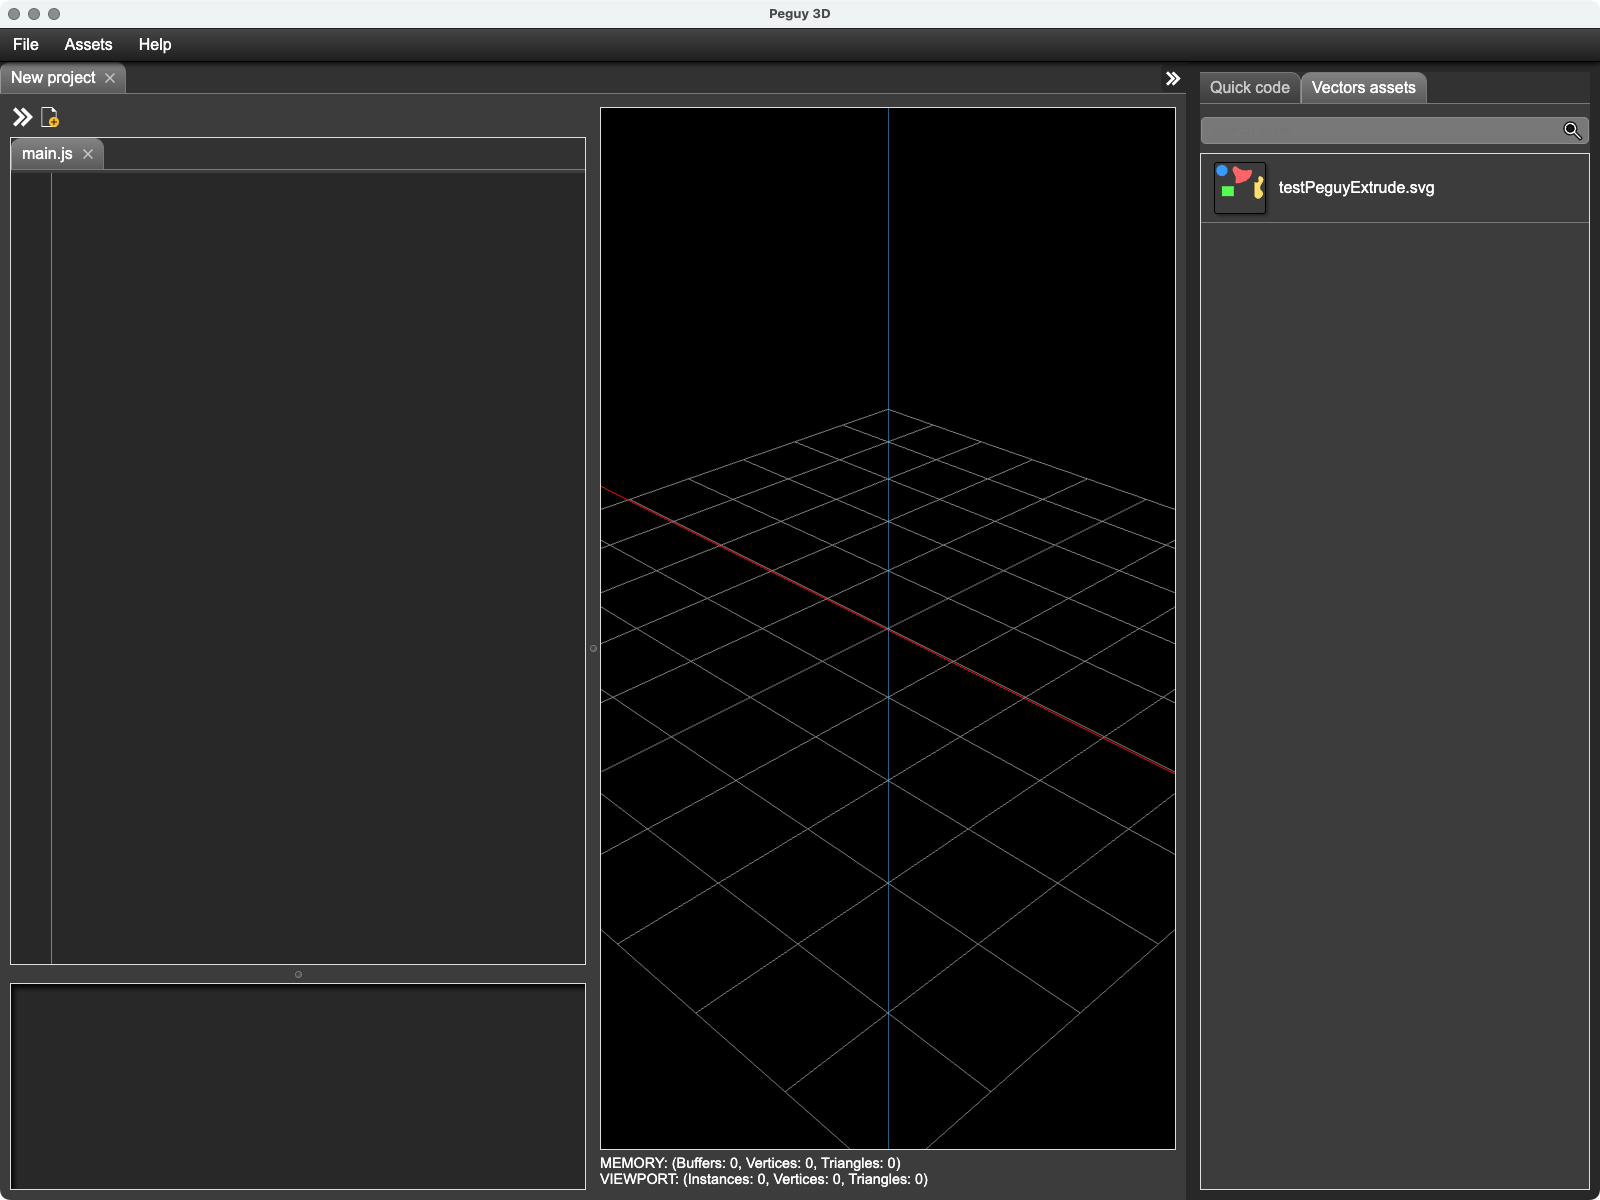 Peguy 3D
File Assets Help
New project
Quick code Vectors assets
main.js
testPeguyExtrude.svg
MEMORY: (Buffers: 0, Vertices: 0, Triangles: 0)
VIEWPORT: (Instances: 0, Vertices: 0, Triangles: 0)